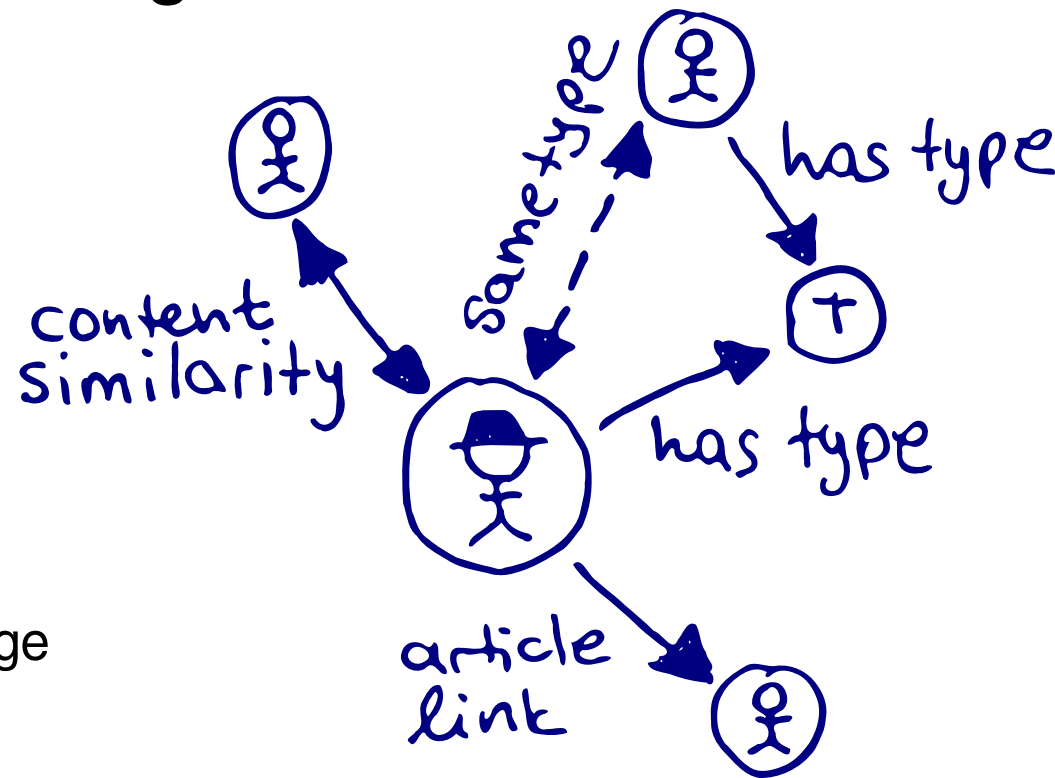 same type
has type
content
similarity
T
has type
ge
article
link